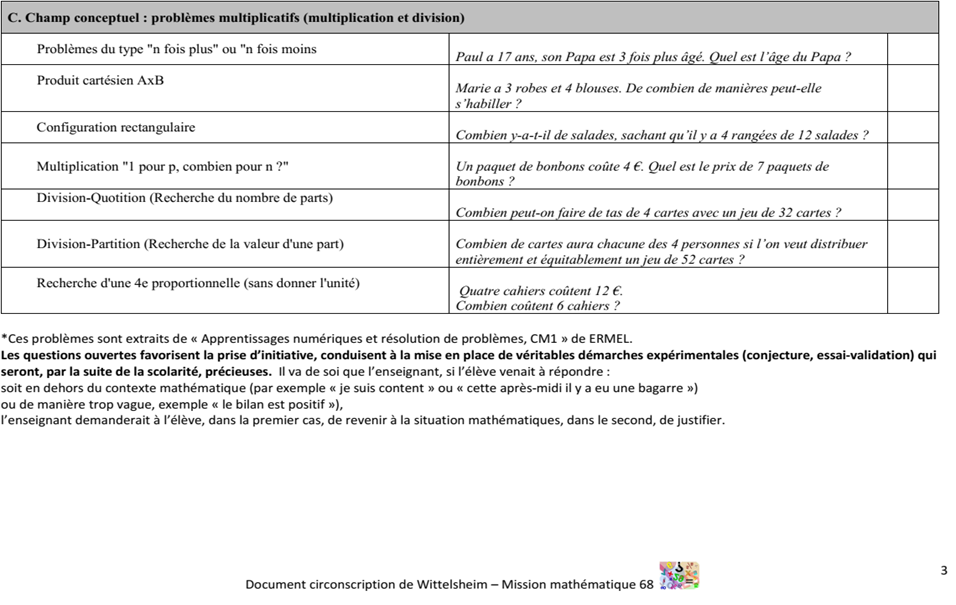 C. Champ conceptuel : problèmes multiplicatifs (multiplication et division)
Problèmes du type "n fois plus" ou "n fois moins
Paul a 17 ans, son Papa est 3 fois plus âgé. Quel est l'âge du Papa ?
Produit cartésien AxB
Marie a 3 robes et 4 blouses. De combien de manières peut-elle
s'habiller ?
Configuration rectangulaire
Combien y-a-t-il de salades, sachant qu'il y a 4 rangées de 12 salades ?
Multiplication "1 pour p, combien pour n ?"
Un paquet de bonbons coûte 4 €. Quel est le prix de 7 paquets de
bonbons ?
Division-Quotition (Recherche du nombre de parts)
Combien peut-on faire de tas de 4 cartes avec un jeu de 32 cartes ?
Division-Partition (Recherche de la valeur d'une part)
Combien de cartes aura chacune des 4 personnes si l'on veut distribuer
entièrement et équitablement un jeu de 52 cartes ?
Recherche d'une 4e proportionnelle (sans donner l'unité)
Quatre cahiers coûtent 12 €.
Combien coûtent 6 cahiers ?
*Ces problèmes sont extraits de « Apprentissages numériques et résolution de problèmes, CM1 » de ERMEL.
Les questions ouvertes favorisent la prise d'initiative, conduisent à la mise en place de véritables démarches expérimentales (conjecture, essai-validation) qui
seront, par la suite de la scolarité, précieuses. Il va de soi que l'enseignant, si l'élève venait à répondre :
soit en dehors du contexte mathématique (par exemple « je suis content » ou « cette après-midi il y a eu une bagarre »)
ou de manière trop vague, exemple « le bilan est positif »),
l'enseignant demanderait à l'élève, dans la premier cas, de revenir à la situation mathématiques, dans le second, de justifier.
3
Document circonscription de Wittelsheim – Mission mathématique 68